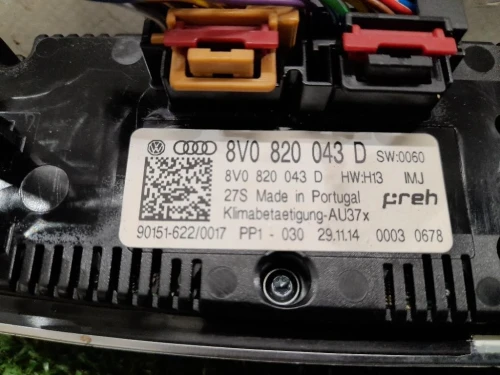 8V0 820 043 D SW:0060
8V0 820 043 D HW:H13 IMJ
27S Made in Portugal preh
Klimabetaetigung-AU37x
90151-622/0017 PP1 - 030 29.11.14 0003 0678